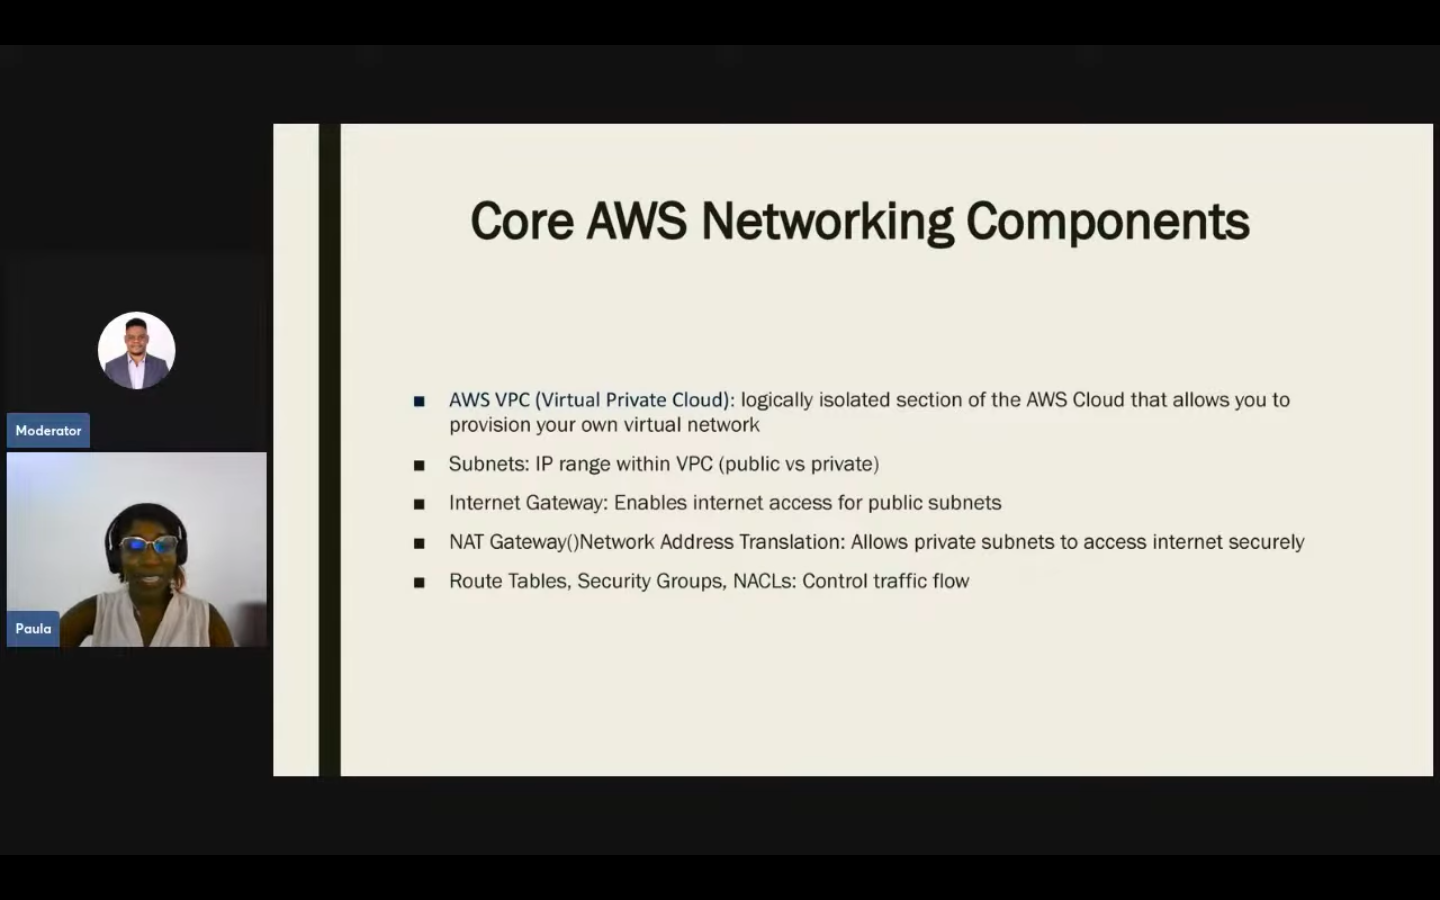 Core AWS Networking Components
■ AWS VPC (Virtual Private Cloud): logically isolated section of the AWS Cloud that allows you to
provision your own virtual network
■ Subnets: IP range within VPC (public vs private)
■ Internet Gateway: Enables internet access for public subnets
■ NAT Gateway()Network Address Translation: Allows private subnets to access internet securely
■ Route Tables, Security Groups, NACLs: Control traffic flow
Moderator
Paula